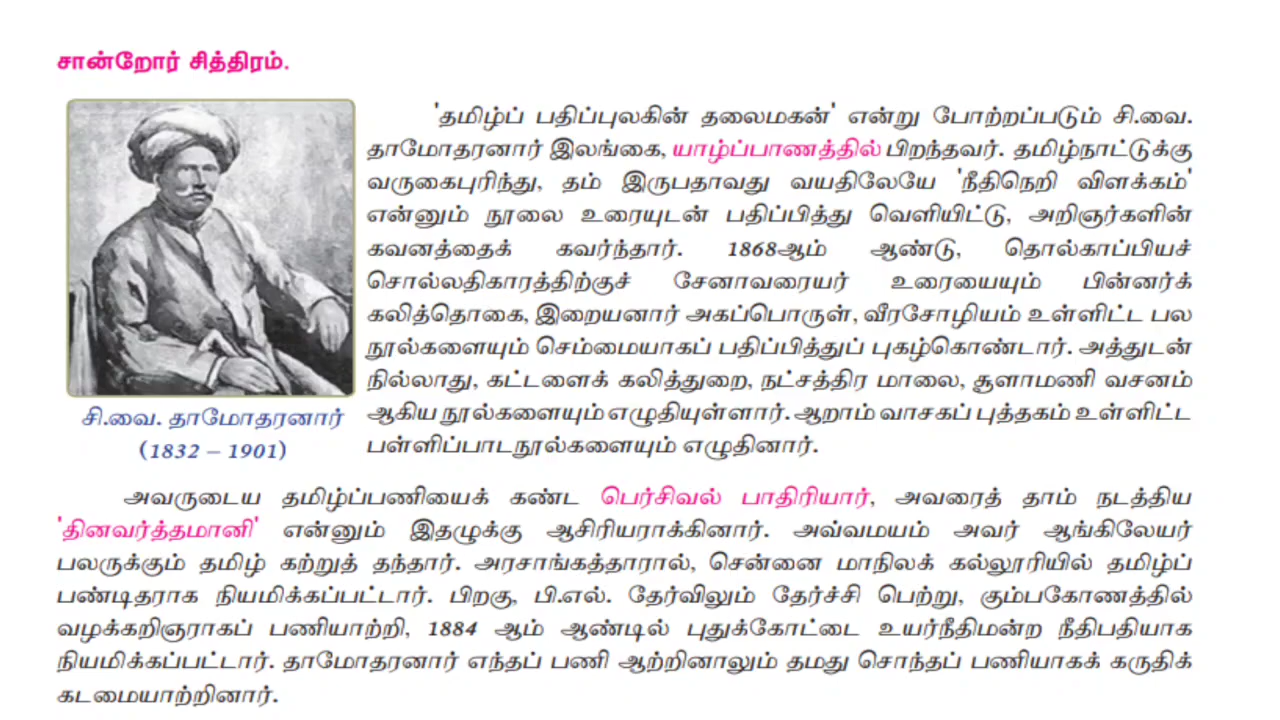 சான்றோர் சித்திரம்.
'தமிழ்ப் பதிப்புலகின் தலைமகன்' என்று போற்றப்படும் சி.வை.
தாமோதரனார் இலங்கை, யாழ்ப்பாணத்தில் பிறந்தவர். தமிழ்நாட்டுக்கு
வருகைபுரிந்து, தம் இருபதாவது வயதிலேயே 'நீதிநெறி விளக்கம்'
என்னும் நூலை உரையுடன் பதிப்பித்து வெளியிட்டு, அறிஞர்களின்
கவனத்தைக் கவர்ந்தார். 1868ஆம் ஆண்டு, தொல்காப்பியச்
சொல்லதிகாரத்திற்குச் சேனாவரையர் உரையையும் பின்னர்க்
கலித்தொகை, இறையனார் அகப்பொருள், வீரசோழியம் உள்ளிட்ட பல
நூல்களையும் செம்மையாகப் பதிப்பித்துப் புகழ்கொண்டார். அத்துடன்
நில்லாது, கட்டளைக் கலித்துறை, நட்சத்திர மாலை, சூளாமணி வசனம்
ஆகிய நூல்களையும் எழுதியுள்ளார். ஆறாம் வாசகப் புத்தகம் உள்ளிட்ட
பள்ளிப்பாடநூல்களையும் எழுதினார்.
சி.வை. தாமோதரனார்
(1832 – 1901)
அவருடைய தமிழ்ப்பணியைக் கண்ட பெர்சிவல் பாதிரியார், அவரைத் தாம் நடத்திய
'தினவர்த்தமானி' என்னும் இதழுக்கு ஆசிரியராக்கினார். அவ்வமயம் அவர் ஆங்கிலேயர்
பலருக்கும் தமிழ் கற்றுத் தந்தார். அரசாங்கத்தாரால், சென்னை மாநிலக் கல்லூரியில் தமிழ்ப்
பண்டிதராக நியமிக்கப்பட்டார். பிறகு, பி.எல். தேர்விலும் தேர்ச்சி பெற்று, கும்பகோணத்தில்
வழக்கறிஞராகப் பணியாற்றி, 1884 ஆம் ஆண்டில் புதுக்கோட்டை உயர்நீதிமன்ற நீதிபதியாக
நியமிக்கப்பட்டார். தாமோதரனார் எந்தப் பணி ஆற்றினாலும் தமது சொந்தப் பணியாகக் கருதிக்
கடமையாற்றினார்.